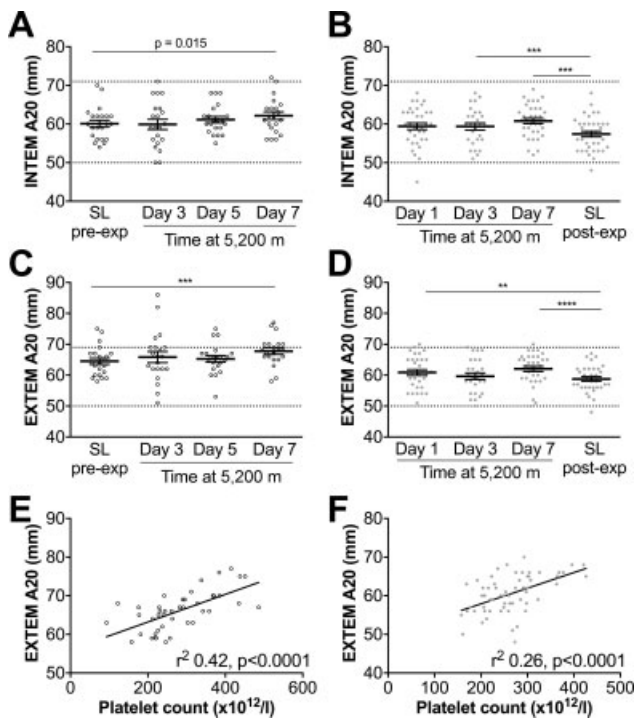 A
INTEM A20 (mm)
80
70
60
50
40
p = 0.015
SL
pre-exp
Day 3 Day 5 Day 7
Time at 5,200 m
B
INTEM A20 (mm)
80
70
60
50
40
***
***
Day 1 Day 3 Day 7
Time at 5,200 m
SL
post-exp
C
EXTEM A20 (mm)
90
80
70
60
50
40
***
SL
pre-exp
Day 3 Day 5 Day 7
Time at 5,200 m
D
EXTEM A20 (mm)
90
80
70
60
50
40
**
****
Day 1 Day 3 Day 7
Time at 5,200 m
SL
post-exp
E
EXTEM A20 (mm)
90
80
70
60
50
r² 0.42, p<0.0001
0 200 400 600
Platelet count (x10¹²/l)
F
EXTEM A20 (mm)
80
70
60
50
40
r² 0.26, p<0.0001
0 100 200 300 400 500
Platelet count (x10¹²/l)